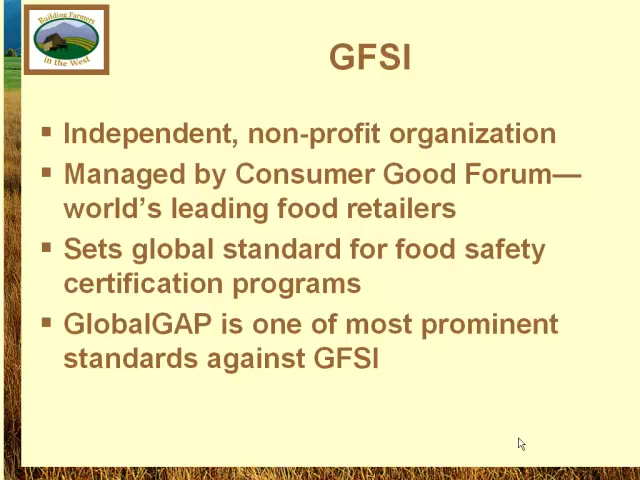 Building Farmers
in the West
GFSI
▪ Independent, non-profit organization
▪ Managed by Consumer Good Forum—
world's leading food retailers
▪ Sets global standard for food safety
certification programs
▪ GlobalGAP is one of most prominent
standards against GFSI